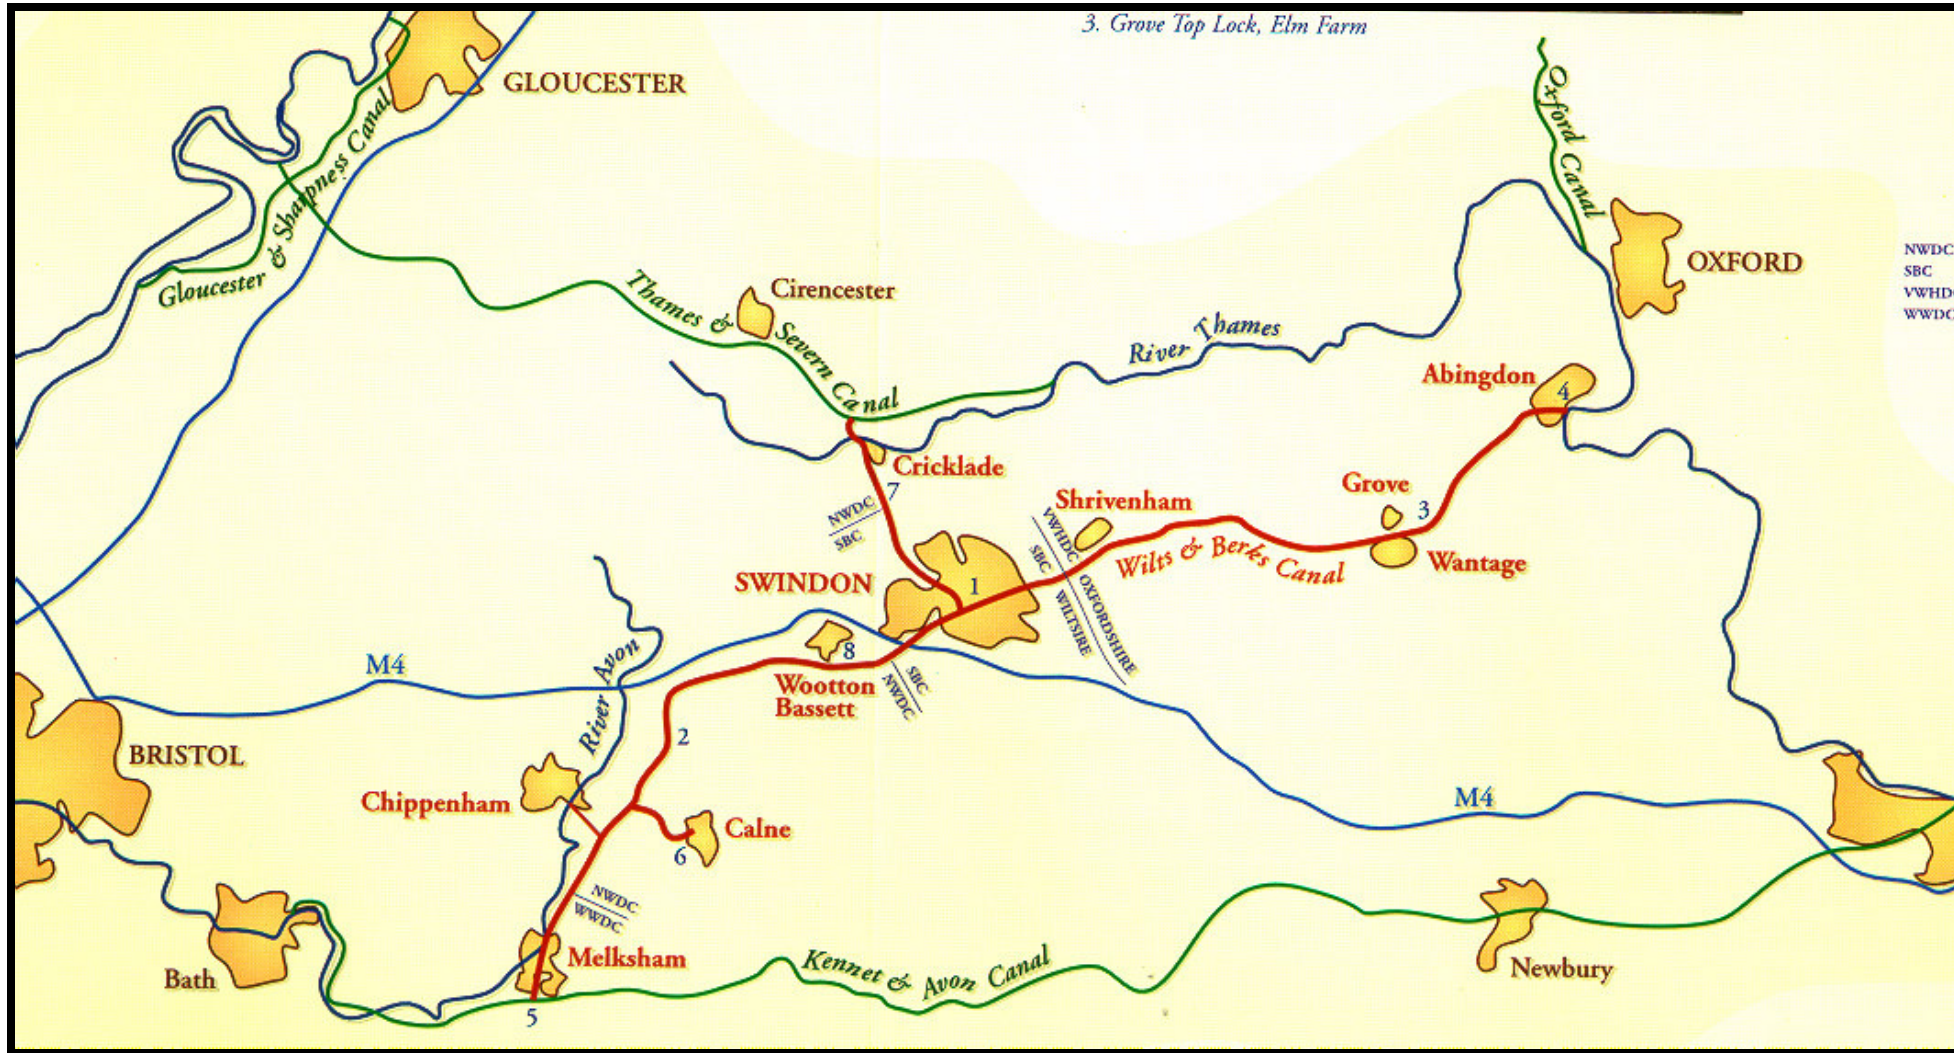 3. Grove Top Lock, Elm Farm
GLOUCESTER
Oxford Canal
Gloucester & Sharpness Canal
OXFORD
NWDC
SBC
VWHD
WWDC
Cirencester
Thames & Severn Canal
River Thames
Abingdon
4
Cricklade
7
NWDC
SBC
Shrivenham
Grove
3
VWHDC
SBC
OXFORDSHIRE
WILTSIRE
Wilts & Berks Canal
Wantage
SWINDON
1
River Avon
M4
8
Wootton
Bassett
SBC
NWDC
2
BRISTOL
Chippenham
Calne
6
M4
NWDC
WWDC
Melksham
Bath
Kennet & Avon Canal
Newbury
5